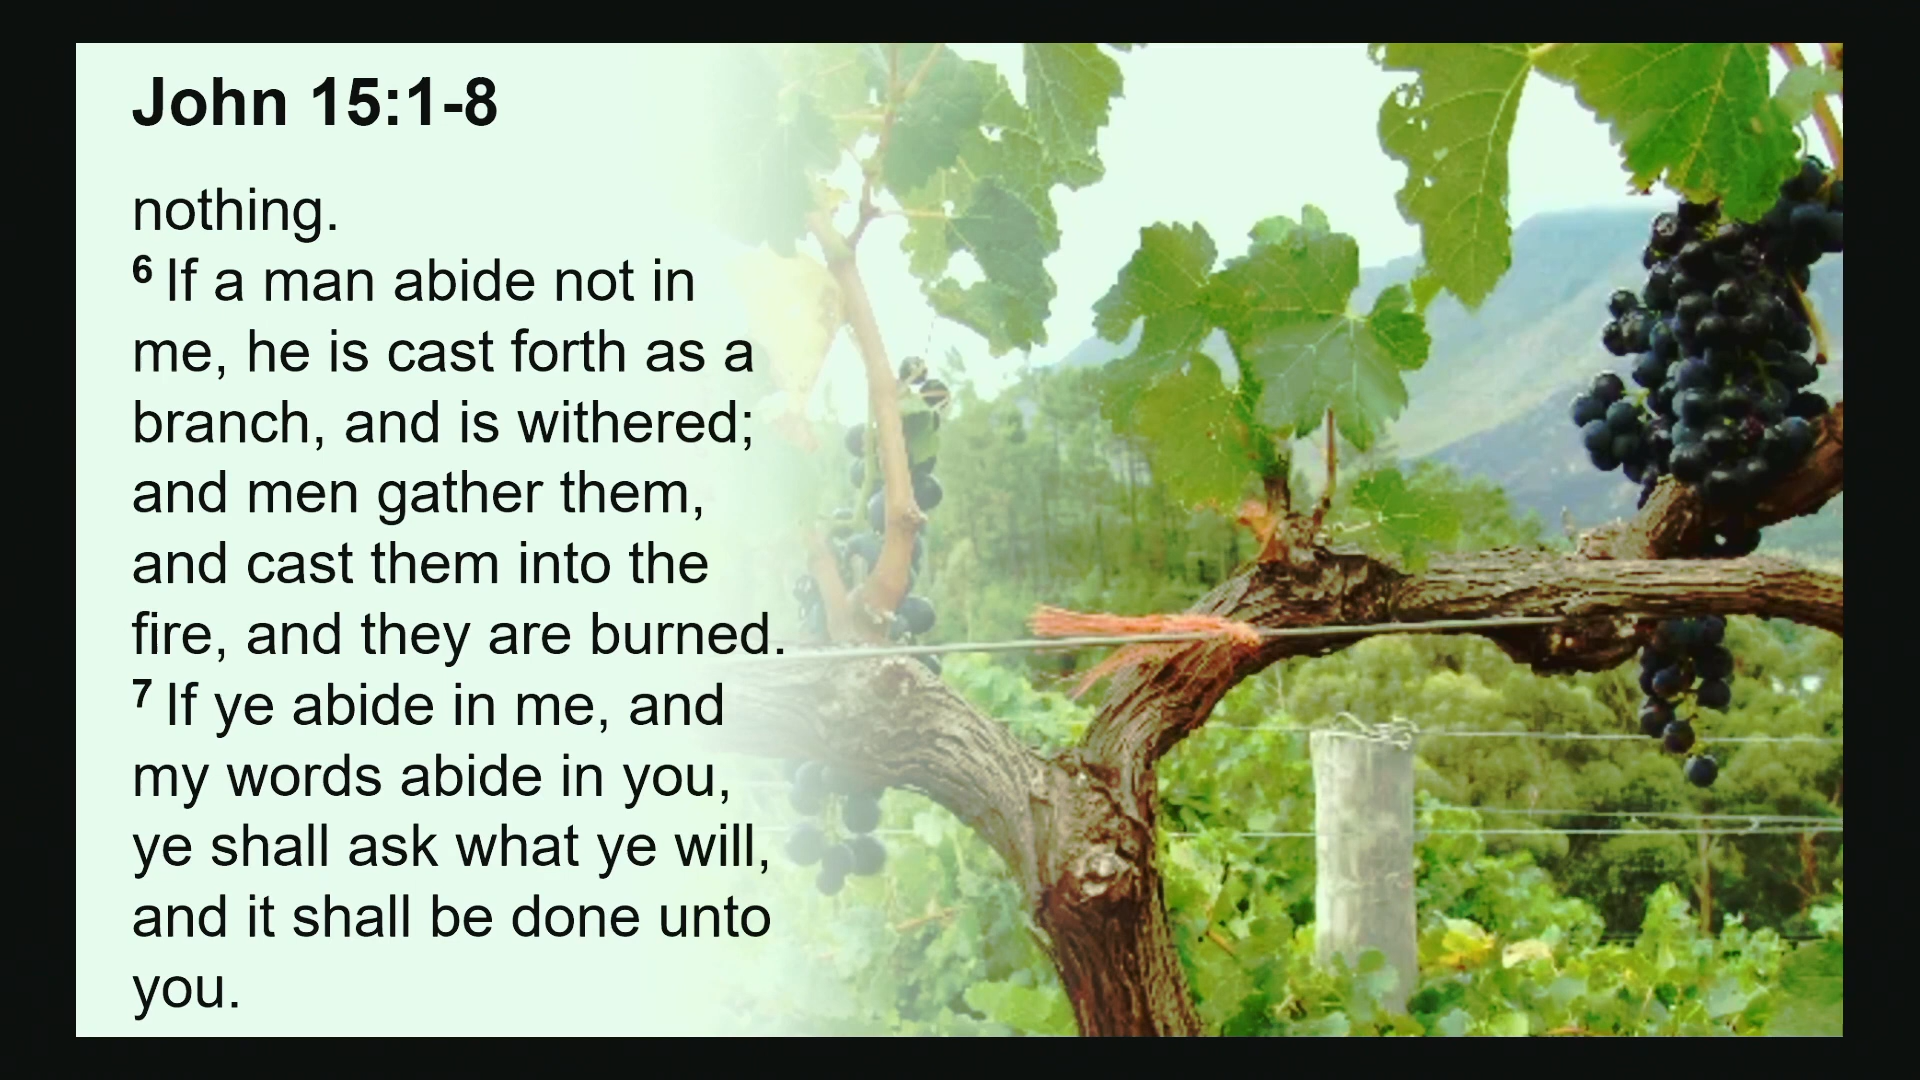 John 15:1-8
nothing.
6 If a man abide not in
me, he is cast forth as a
branch, and is withered;
and men gather them,
and cast them into the
fire, and they are burned.
7 If ye abide in me, and
my words abide in you,
ye shall ask what ye will,
and it shall be done unto
you.